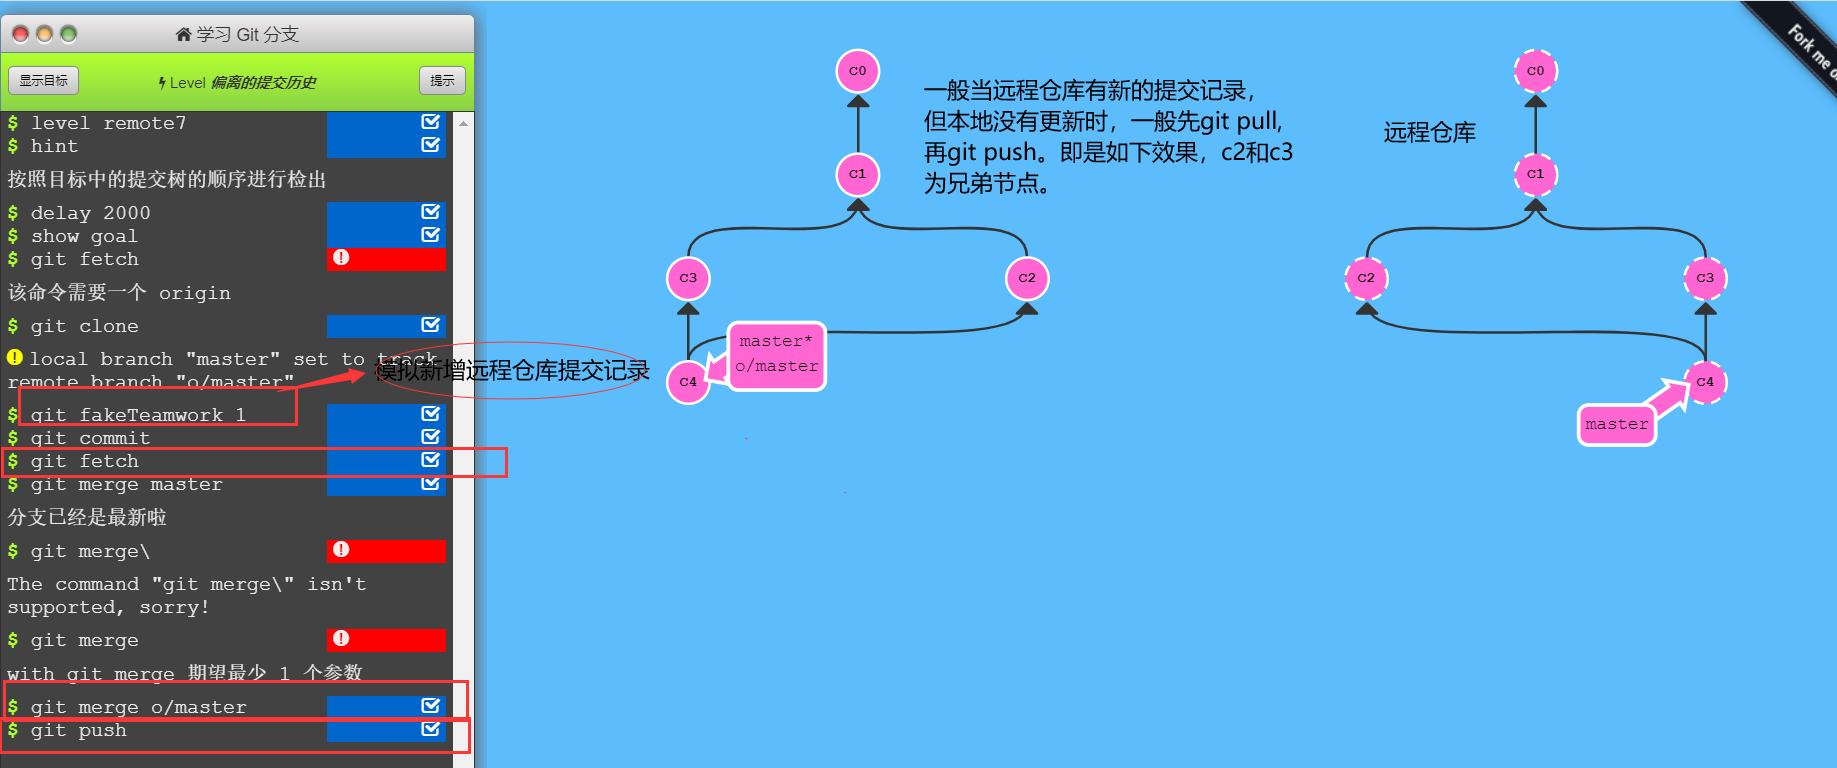 学习 Git 分支
显示目标
Level 偏离的提交历史
提示
$ level remote7
$ hint
按照目标中的提交树的顺序进行检出
$ delay 2000
$ show goal
$ git fetch
该命令需要一个 origin
$ git clone
local branch "master" set to track
remote branch "o/master"
$ git fakeTeamwork 1
$ git commit
$ git fetch
$ git merge master
分支已经是最新啦
$ git merge\
The command "git merge\" isn't
supported, sorry!
$ git merge
with git merge 期望最少 1 个参数
$ git merge o/master
$ git push
模拟新增远程仓库提交记录
c0
c1
c3
c2
c4
master*
o/master
一般当远程仓库有新的提交记录，
但本地没有更新时，一般先git pull,
再git push。即是如下效果，c2和c3
为兄弟节点。
远程仓库
c0
c1
c2
c3
c4
master
Fork me o